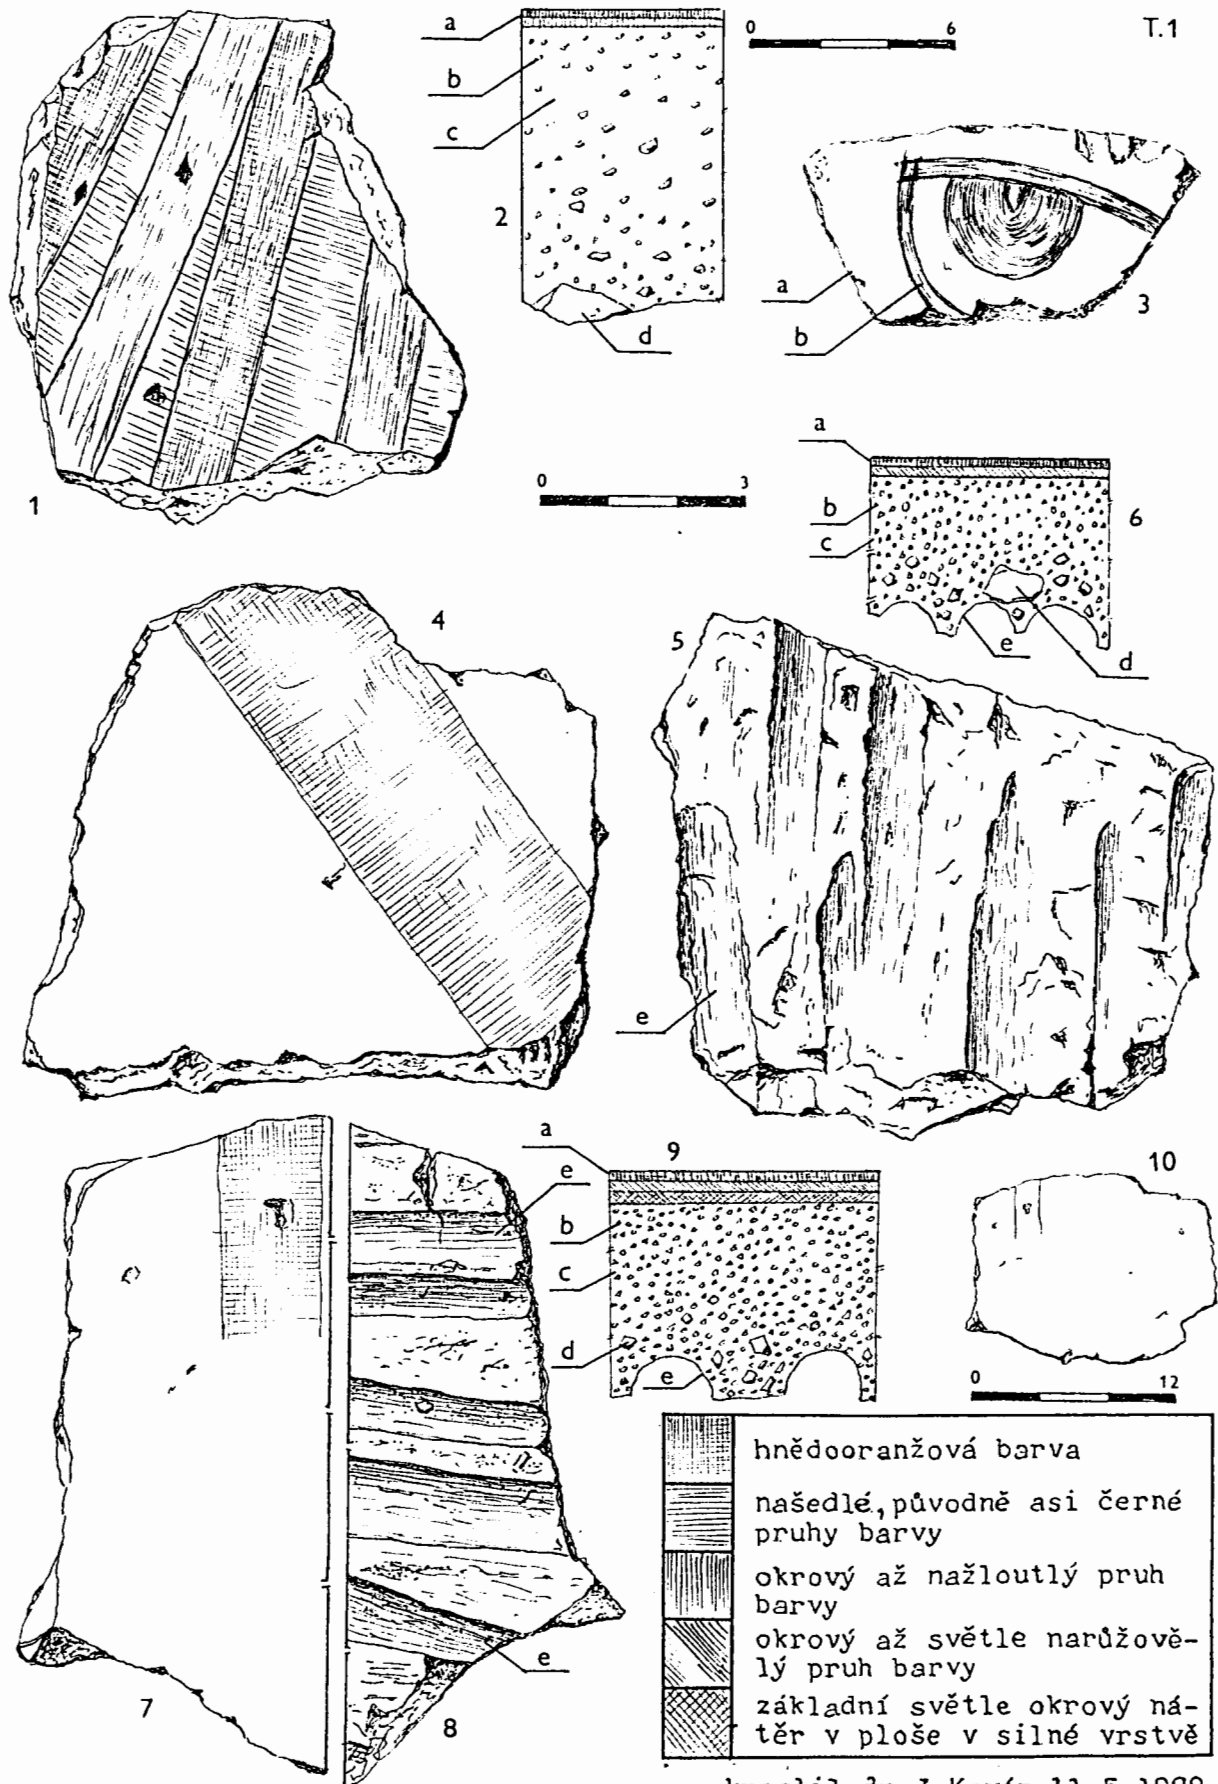 T.1
0 6
a
b
c
2
d
a
b
3
1
0 3
a
b
c
6
e
d
4
5
e
a
9
e
b
c
d
e
10
0 12
7
8
e
hnědooranžová barva
našedlé, původně asi černé
pruhy barvy
okrový až nažloutlý pruh
barvy
okrový až světle narůžově-
lý pruh barvy
základní světle okrový ná-
těr v ploše v silné vrstvě